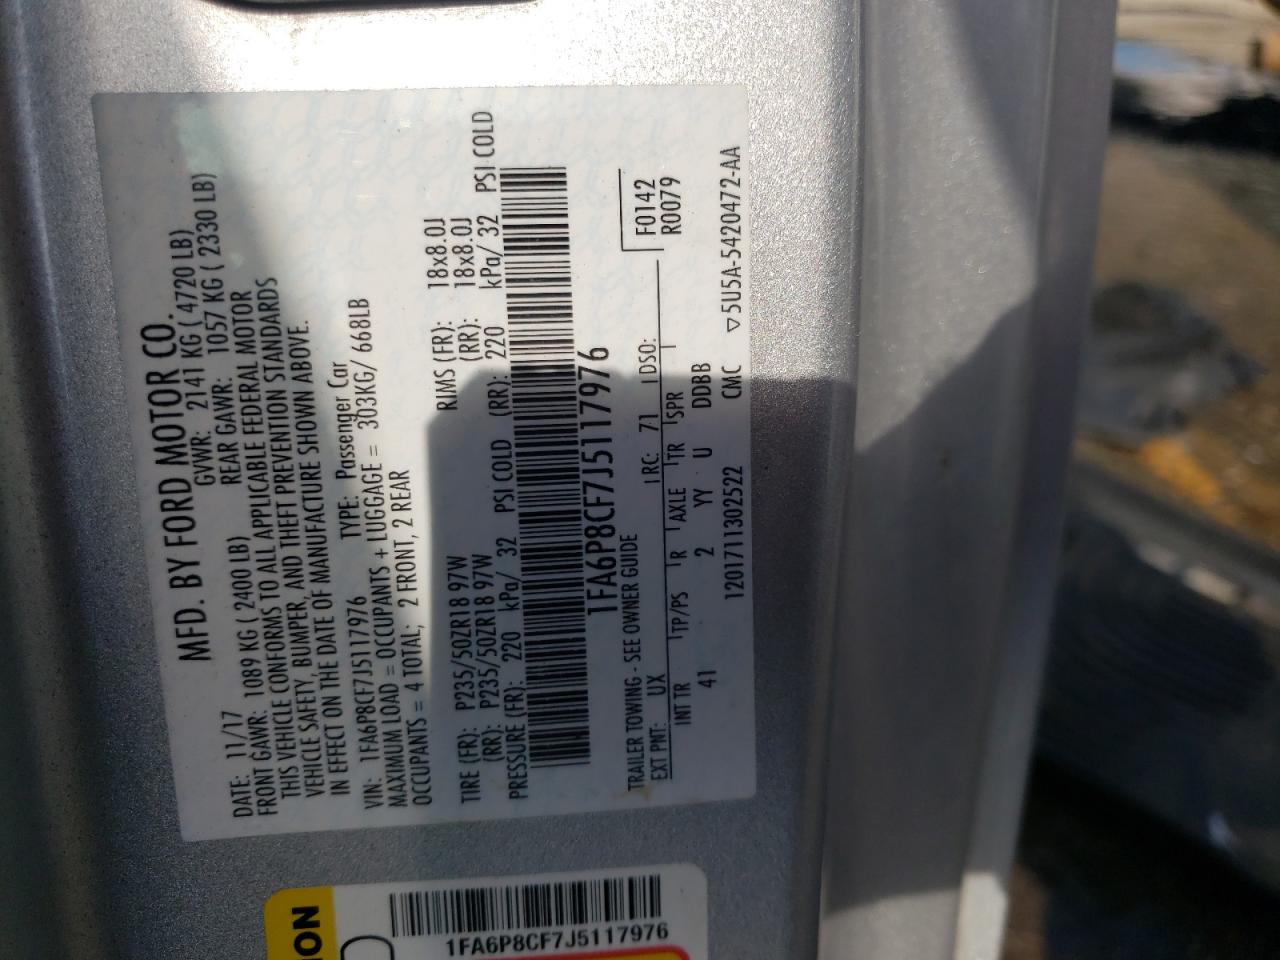 MFD. BY FORD MOTOR CO.
DATE: 11/17 GVWR: 2141 KG ( 4720 LB)
FRONT GAWR: 1089 KG ( 2400 LB) REAR GAWR: 1057 KG ( 2330 LB)
THIS VEHICLE CONFORMS TO ALL APPLICABLE FEDERAL MOTOR
VEHICLE SAFETY, BUMPER, AND THEFT PREVENTION STANDARDS
IN EFFECT ON THE DATE OF MANUFACTURE SHOWN ABOVE.
VIN: 1FA6P8CF7J5117976 TYPE: Passenger Car
MAXIMUM LOAD = OCCUPANTS + LUGGAGE = 303KG/ 668LB
OCCUPANTS = 4 TOTAL; 2 FRONT, 2 REAR
TIRE (FR): P235/50ZR18 97W RIMS (FR): 18x8.0J
(RR): P235/50ZR18 97W (RR): 18x8.0J
PRESSURE (FR): 220 kPa/ 32 PSI COLD (RR): 220 kPa/ 32 PSI COLD
1FA6P8CF7J5117976
TRAILER TOWING - SEE OWNER GUIDE F0142
EXT PNT: UX RC: 71 DSO: R0079
INT TR TP/PS R AXLE TR SPR
41 2 YY U DDBB
1201711302522 CMC ▽5U5A-5420472-AA
ION
1FA6P8CF7J5117976